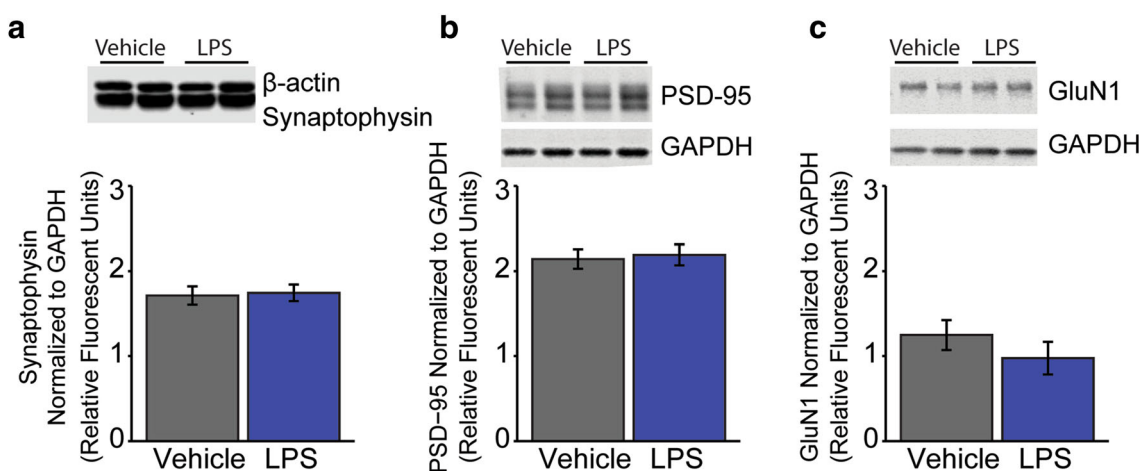 a
Vehicle LPS
β-actin
Synaptophysin
Synaptophysin
Normalized to GAPDH
(Relative Fluorescent Units)
3
2
1
0
Vehicle LPS
b
Vehicle LPS
PSD-95
GAPDH
PSD−95 Normalized to GAPDH
(Relative Fluorescent Units)
3
2
1
0
Vehicle LPS
c
Vehicle LPS
GluN1
GAPDH
GluN1 Normalized to GAPDH
(Relative Fluorescent Units)
3
2
1
0
Vehicle LPS